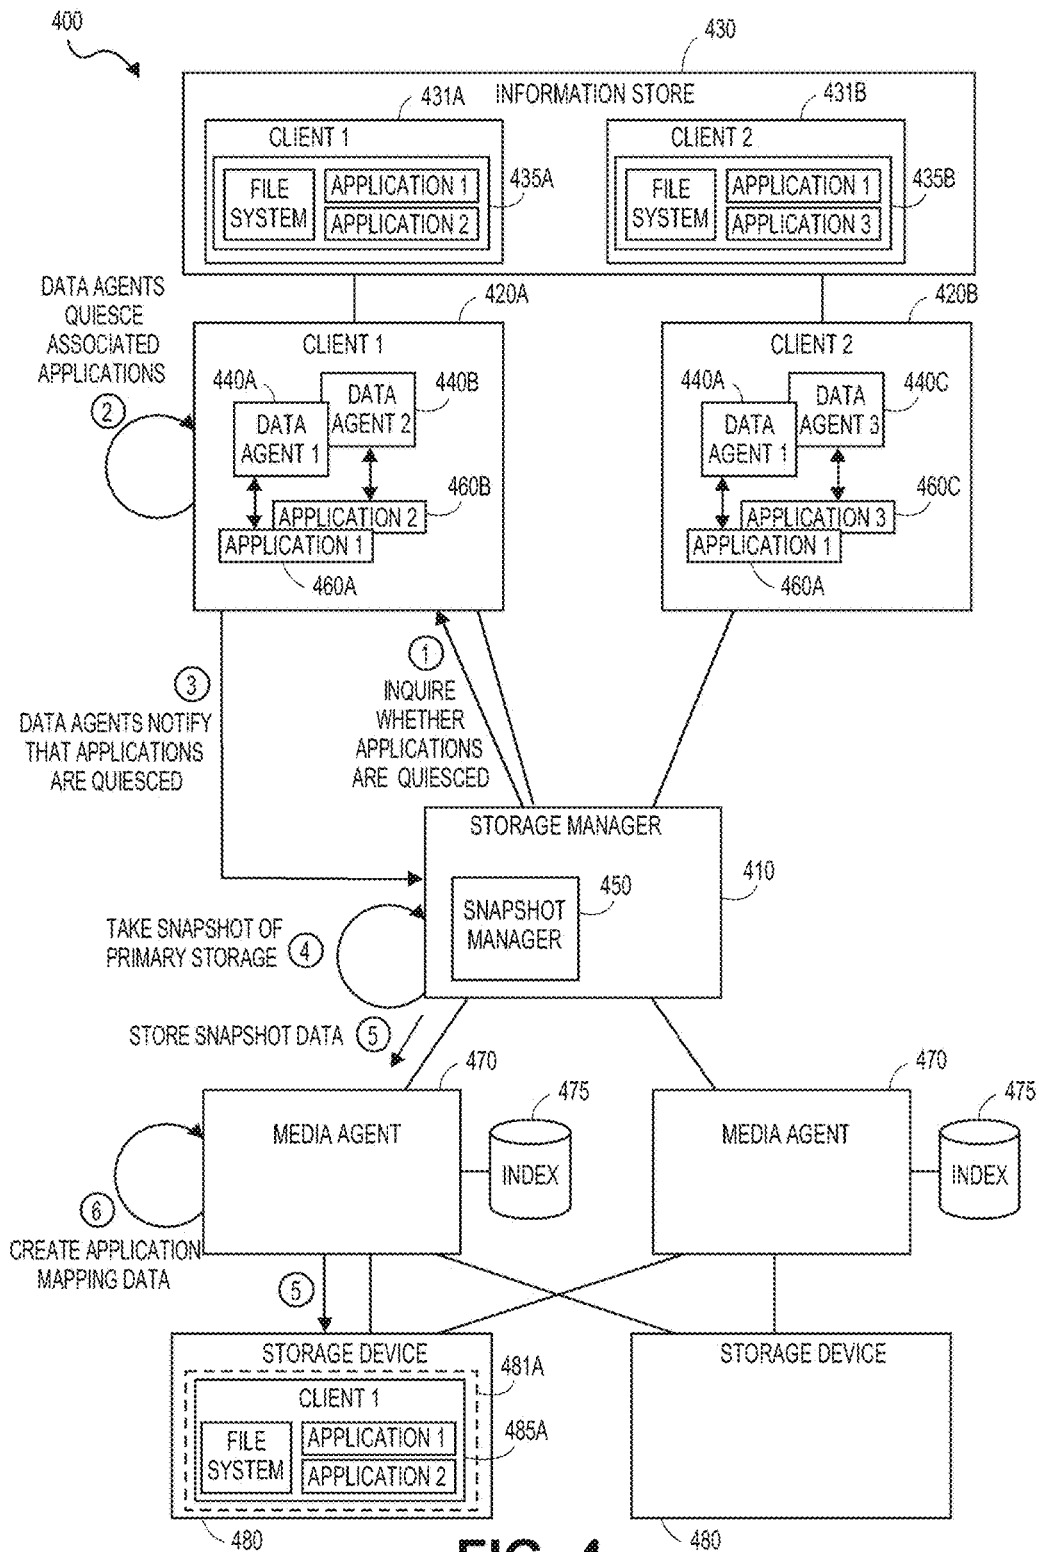 400
430
INFORMATION STORE
431A
431B
CLIENT 1
CLIENT 2
FILE
SYSTEM
APPLICATION 1
APPLICATION 2
435A
FILE
SYSTEM
APPLICATION 1
APPLICATION 3
435B
DATA AGENTS
QUIESCE
ASSOCIATED
APPLICATIONS
2
420A
420B
CLIENT 1
440A
440B
DATA
AGENT 2
DATA
AGENT 1
460B
APPLICATION 2
APPLICATION 1
460A
CLIENT 2
440A
440C
DATA
AGENT 3
DATA
AGENT 1
460C
APPLICATION 3
APPLICATION 1
460A
1
INQUIRE
WHETHER
APPLICATIONS
ARE QUIESCED
3
DATA AGENTS NOTIFY
THAT APPLICATIONS
ARE QUIESCED
STORAGE MANAGER
410
450
SNAPSHOT
MANAGER
TAKE SNAPSHOT OF
PRIMARY STORAGE
4
STORE SNAPSHOT DATA
5
470
470
MEDIA AGENT
475
INDEX
MEDIA AGENT
475
INDEX
6
CREATE APPLICATION
MAPPING DATA
5
STORAGE DEVICE
481A
CLIENT 1
FILE
SYSTEM
APPLICATION 1
APPLICATION 2
485A
480
STORAGE DEVICE
480
FIG. 4